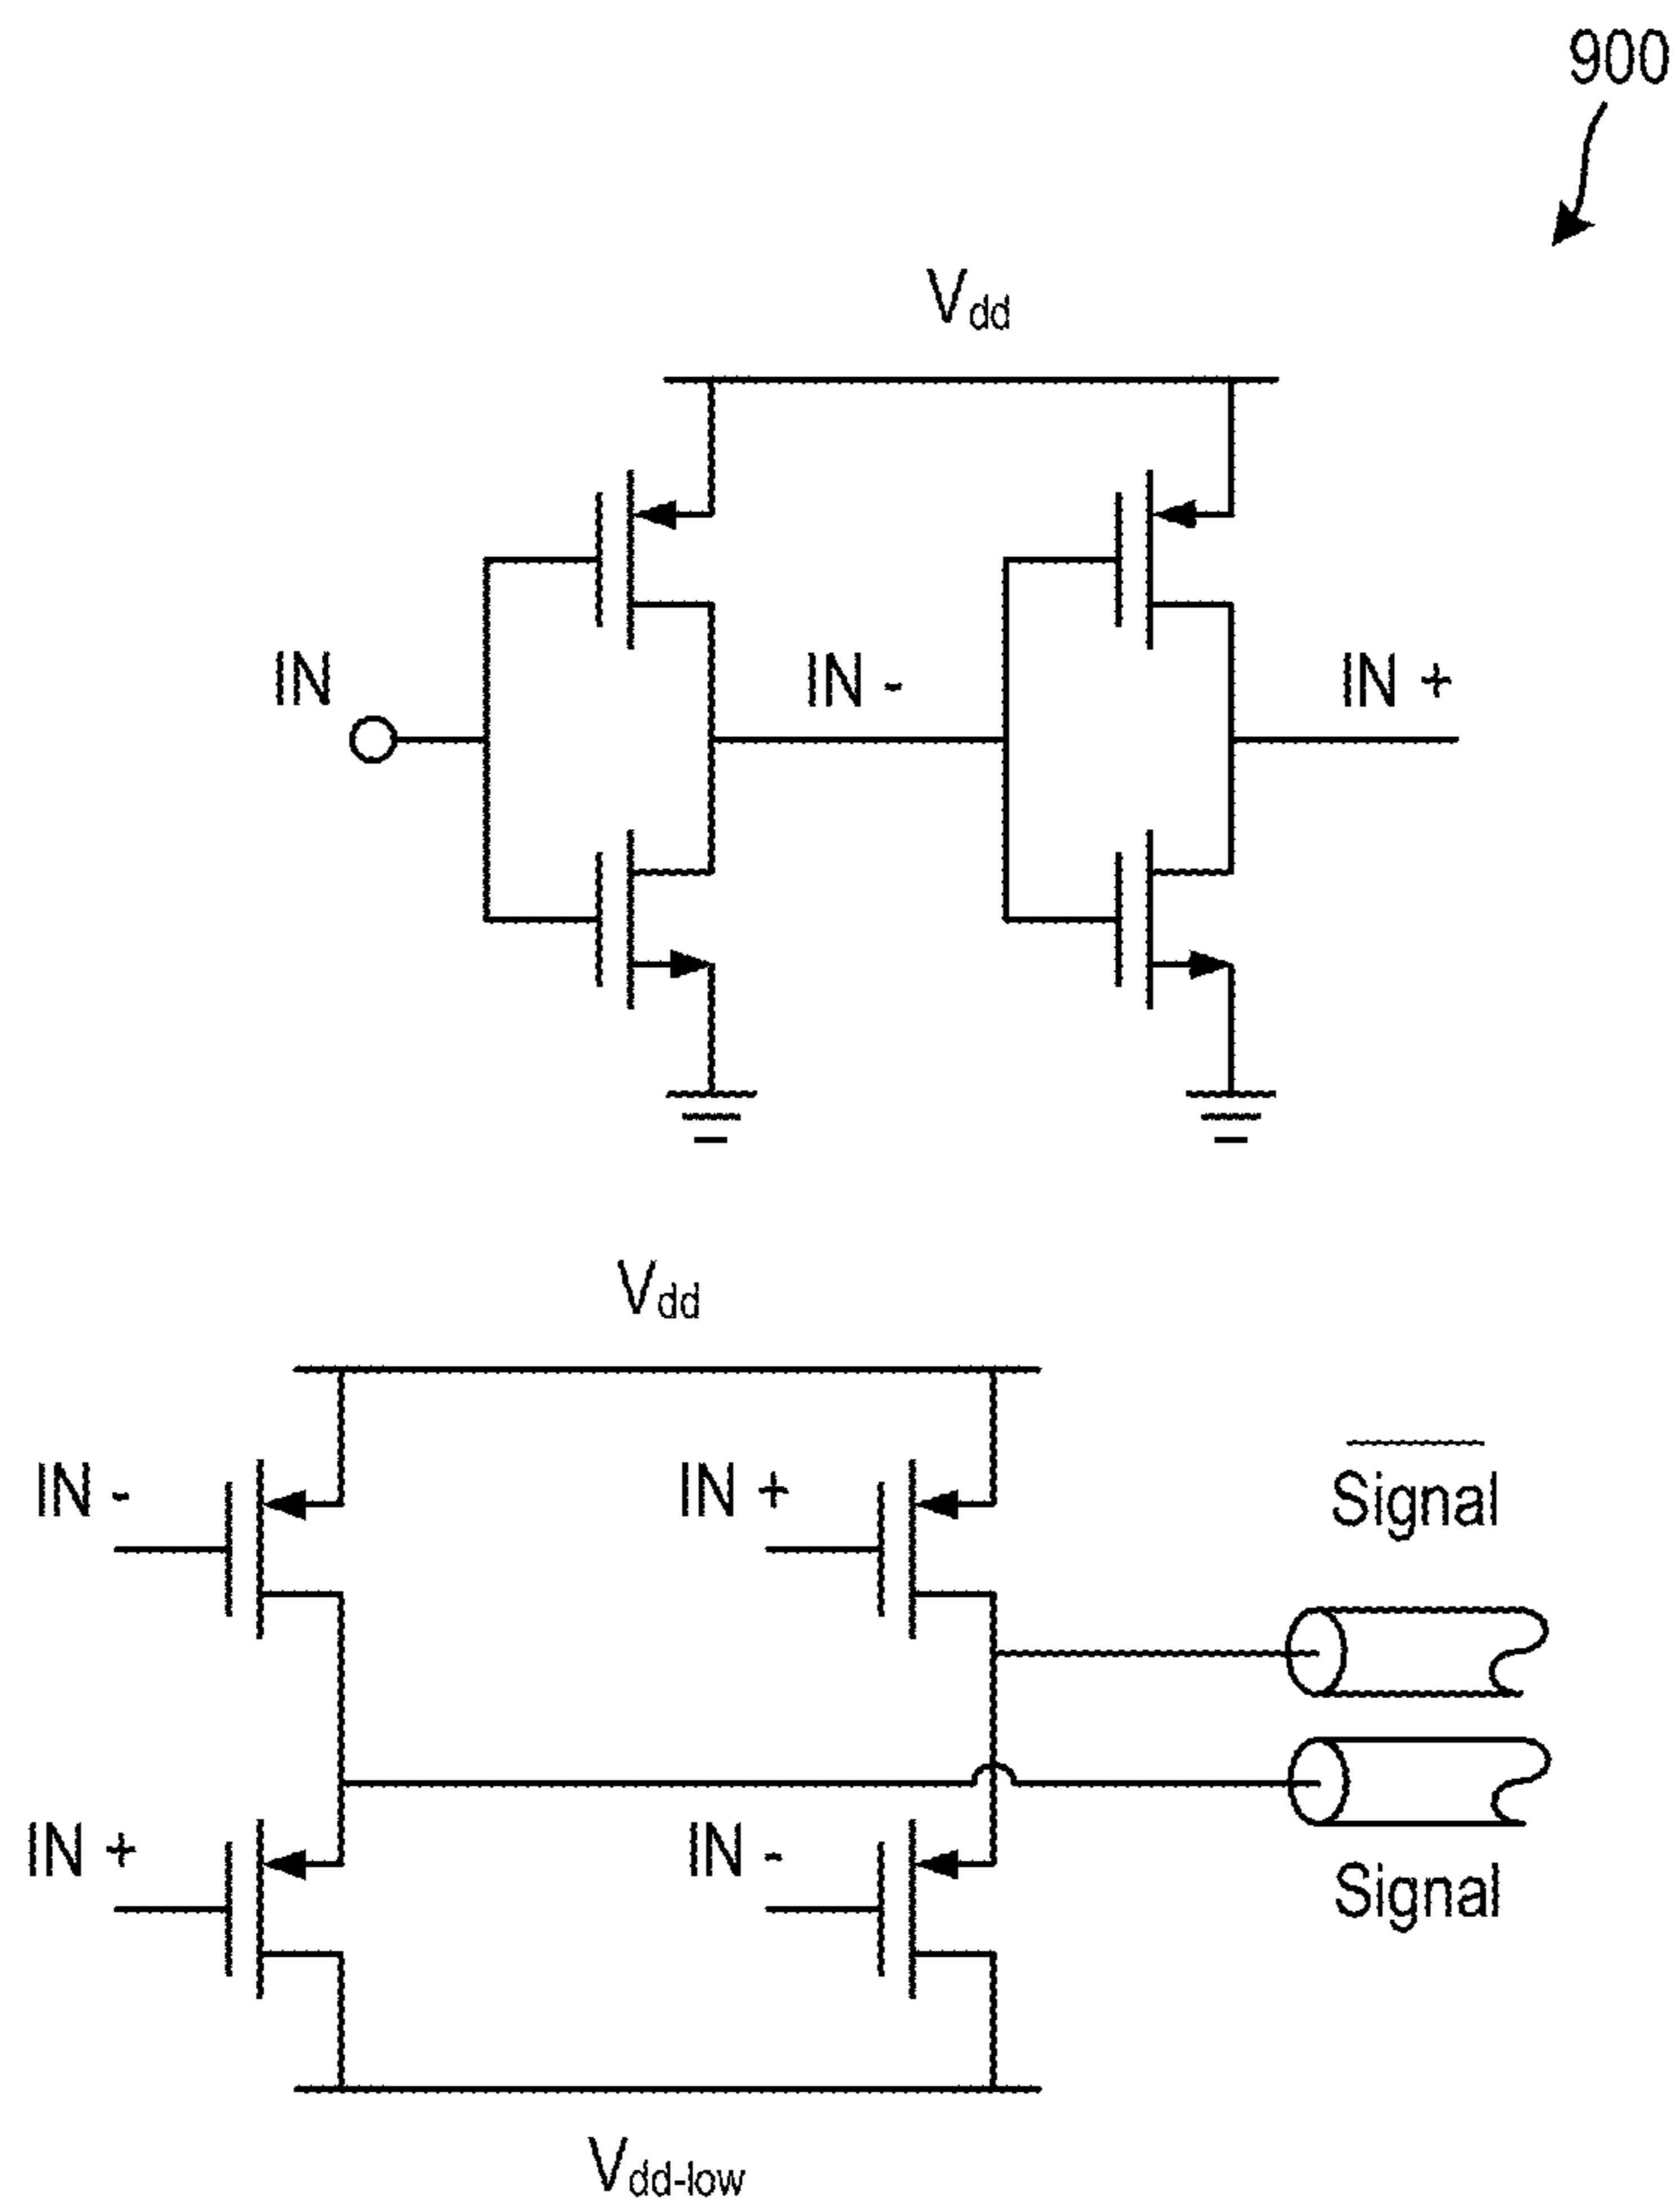 900
Vdd
IN
IN -
IN +
Vdd
IN -
IN +
Signal
IN +
IN -
Signal
Vdd-low